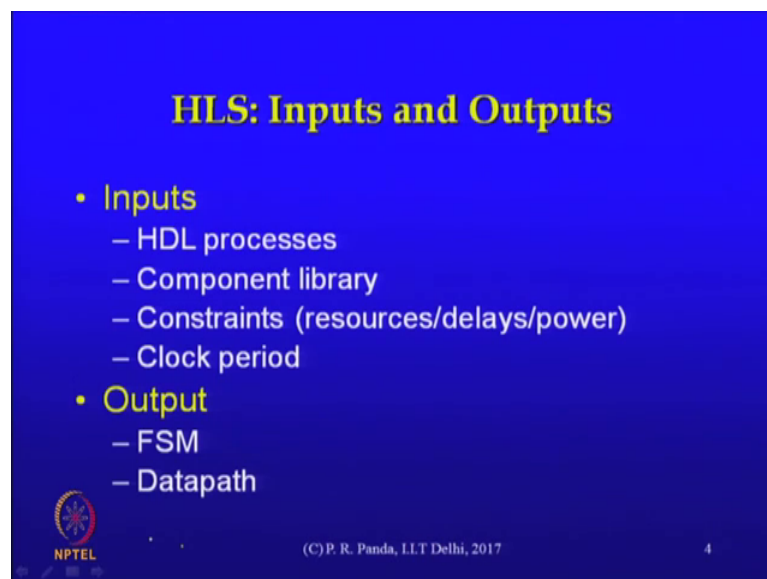 HLS: Inputs and Outputs
• Inputs
– HDL processes
– Component library
– Constraints (resources/delays/power)
– Clock period
• Output
– FSM
– Datapath
NPTEL
(C) P. R. Panda, I.I.T Delhi, 2017
4